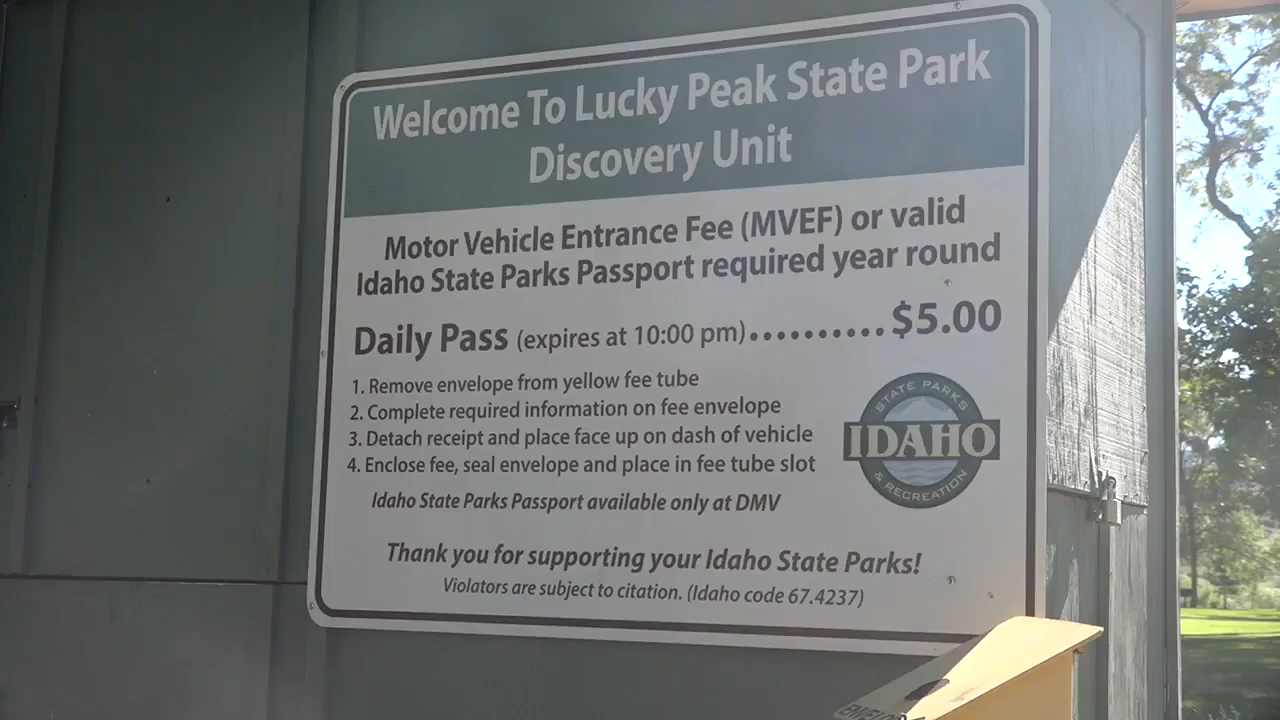 Welcome To Lucky Peak State Park
Discovery Unit
Motor Vehicle Entrance Fee (MVEF) or valid
Idaho State Parks Passport required year round
Daily Pass (expires at 10:00 pm)..........$5.00
1. Remove envelope from yellow fee tube
2. Complete required information on fee envelope
3. Detach receipt and place face up on dash of vehicle
4. Enclose fee, seal envelope and place in fee tube slot
STATE PARKS
IDAHO
& RECREATION
Idaho State Parks Passport available only at DMV
Thank you for supporting your Idaho State Parks!
Violators are subject to citation. (Idaho code 67.4237)